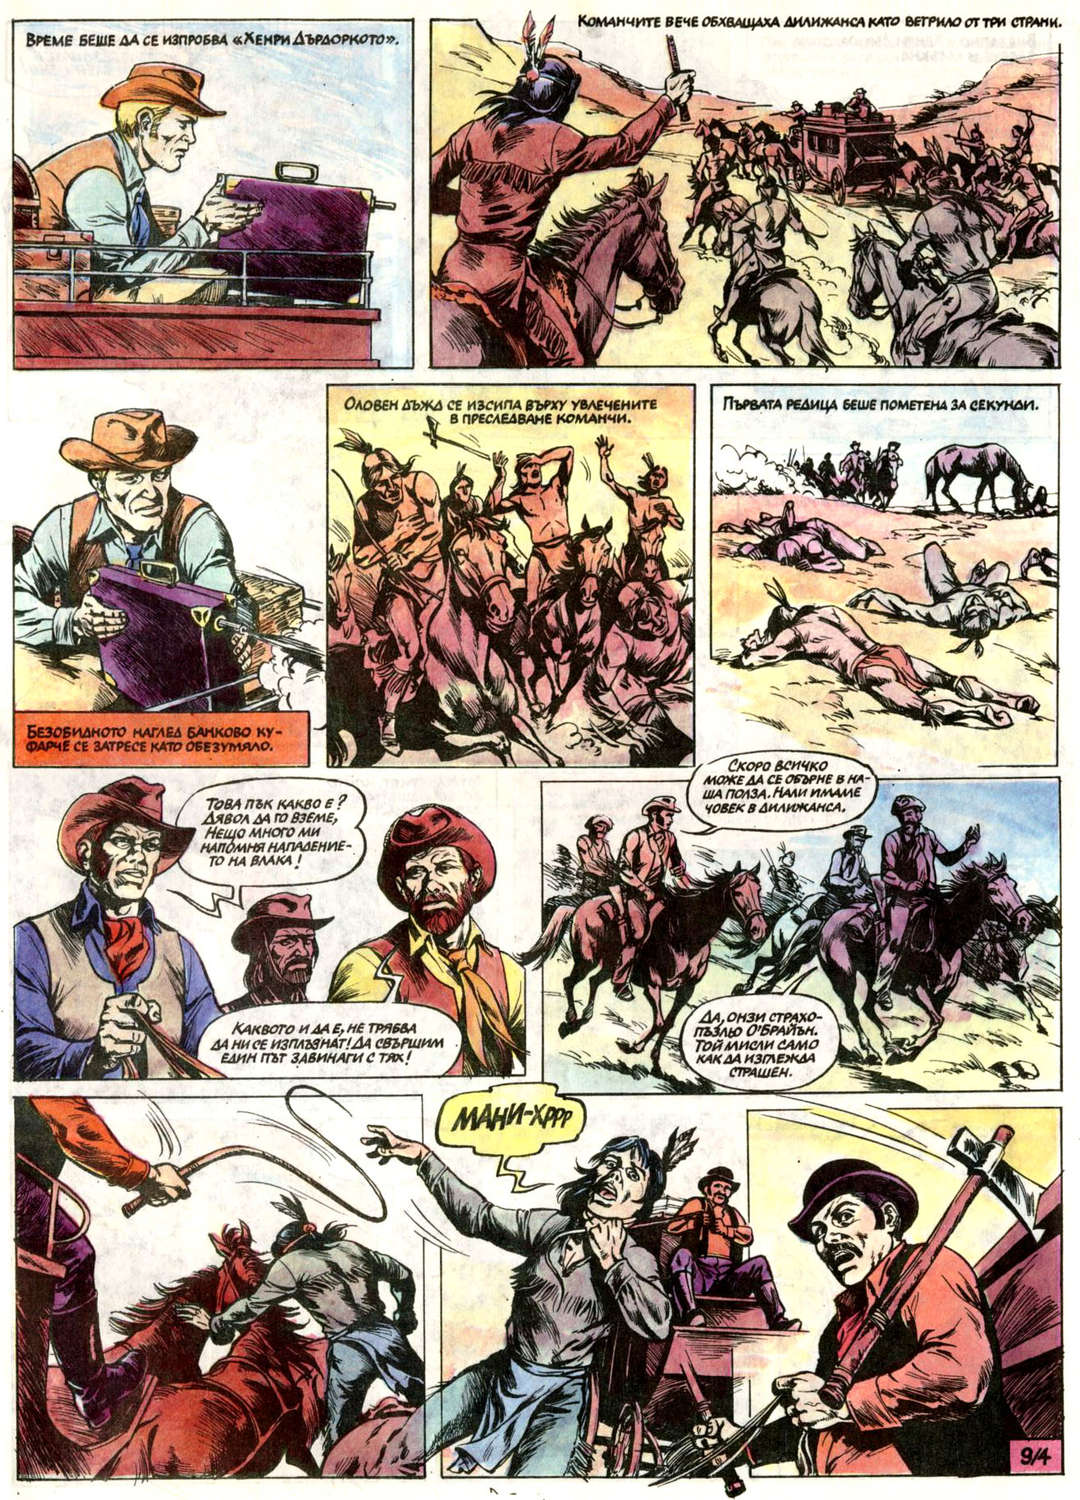 Време беше да се изпробва «Хенри Дърдоркото».
Команчите вече обхващаха дилижанса като ветрило от три страни.
Безобидното наглед банково ку-
фарче се затресе като обезумяло.
Оловен дъжд се изсипа върху увлечените
в преследване команчи.
Първата редица беше пометена за секунди.
Това пък какво е?
Дявол да го вземе,
Нещо много ми
напомня нападение-
то на влака!
Каквото и да е, не трябва
да ни се изплъзнат! Да свършим
един път завинаги с тях!
Скоро всичко
може да се обърне в на-
ша полза. Нали имаме
човек в дилижанса.
Да, онзи страхо-
пъзлю О'Брайън.
Той мисли само
как да изглежда
страшен.
Мани-хррр
9/4